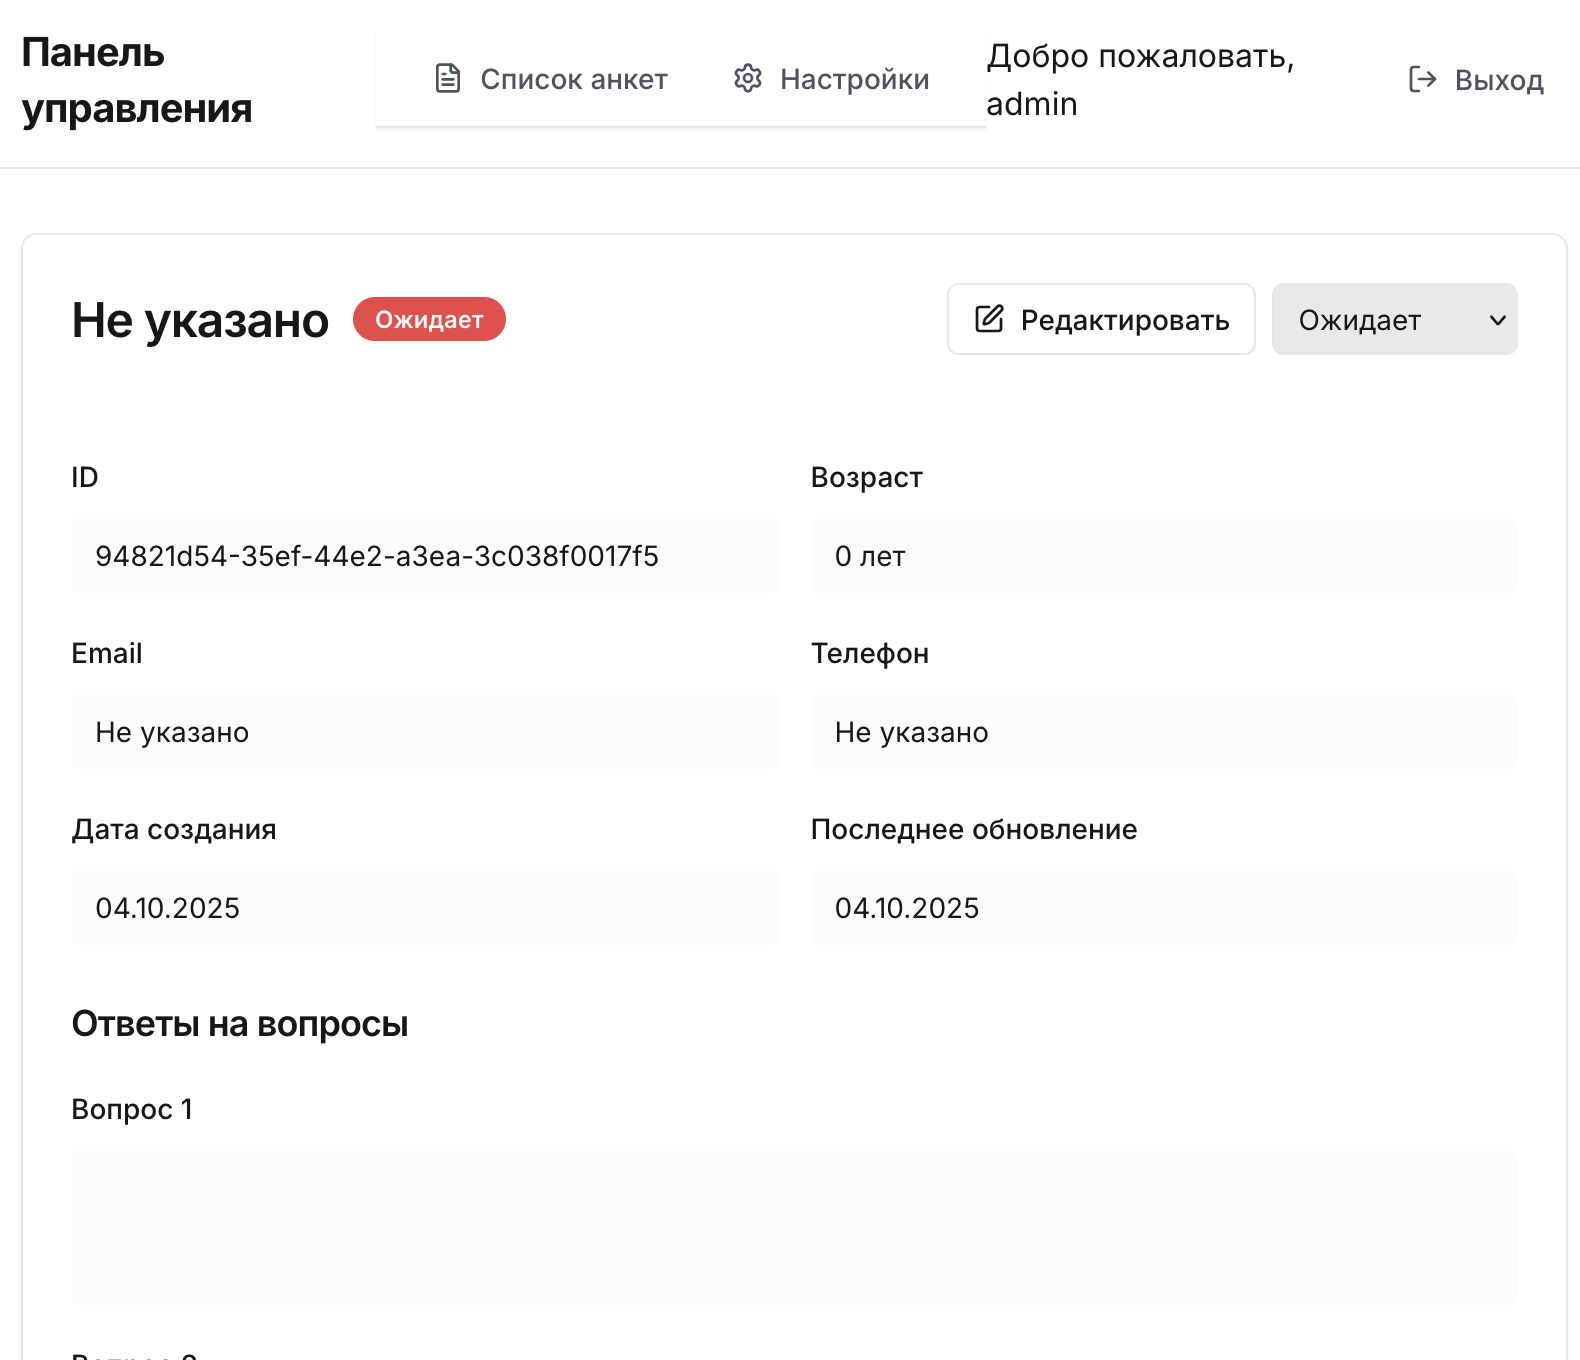 Панель
управления
Список анкет
Настройки
Добро пожаловать,
admin
Выход
Не указано
Ожидает
Редактировать
Ожидает
ID
Возраст
94821d54-35ef-44e2-a3ea-3c038f0017f5
0 лет
Email
Телефон
Не указано
Не указано
Дата создания
Последнее обновление
04.10.2025
04.10.2025
Ответы на вопросы
Вопрос 1